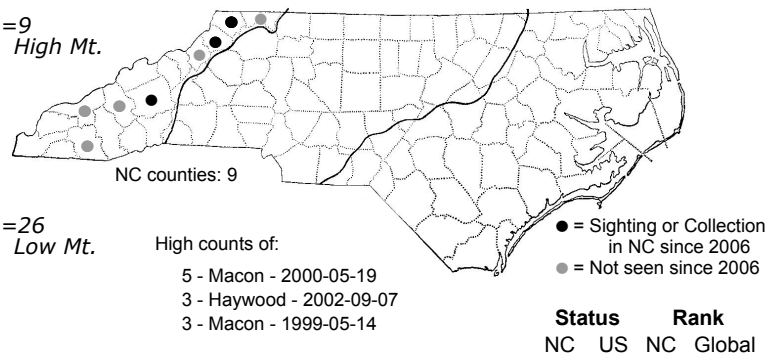 =9
High Mt.
NC counties: 9
=26
Low Mt.
High counts of:
5 - Macon - 2000-05-19
3 - Haywood - 2002-09-07
3 - Macon - 1999-05-14
● = Sighting or Collection
in NC since 2006
● = Not seen since 2006
Status Rank
NC US NC Global